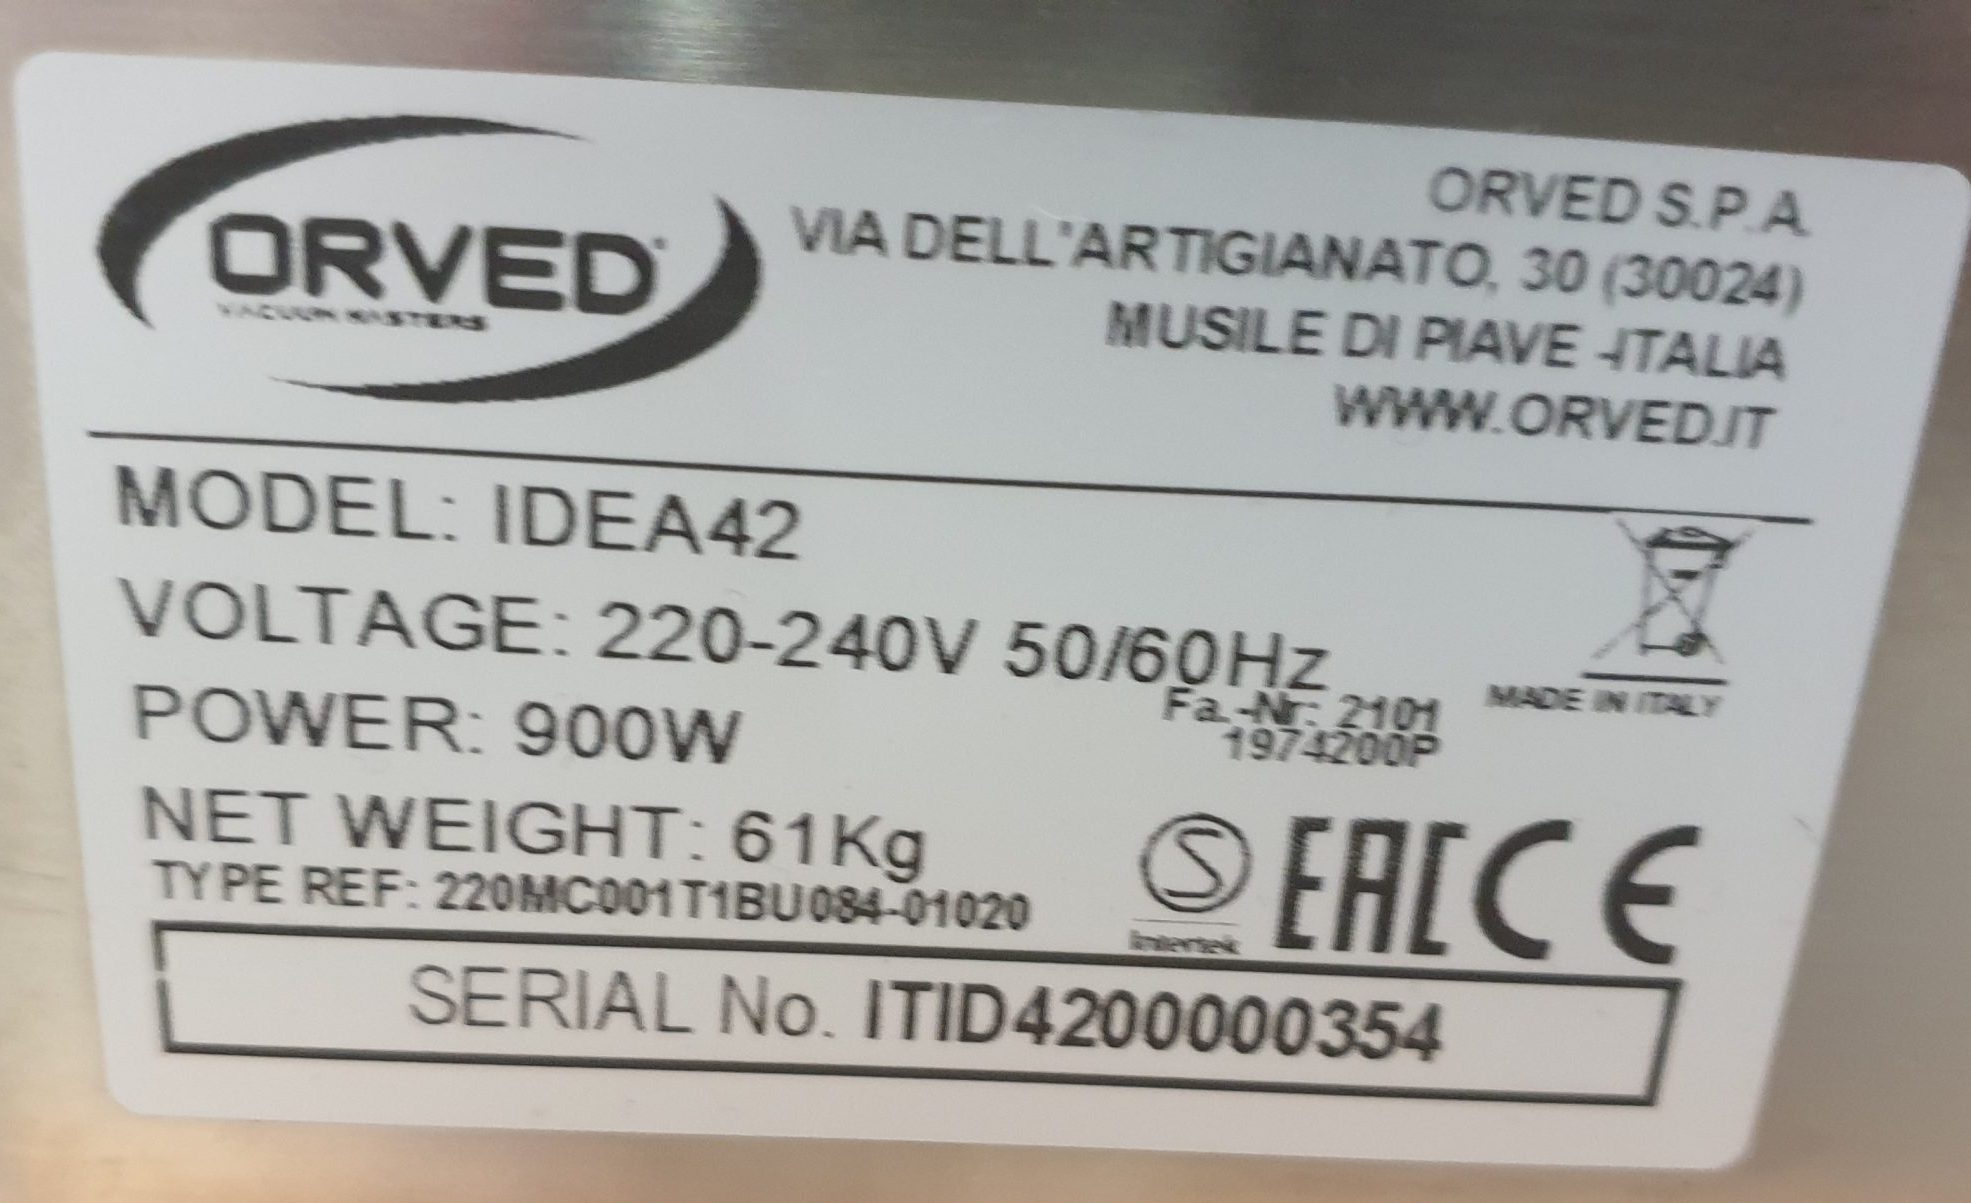 ORVED
VACUUM MASTERS
ORVED S.P.A.
VIA DELL'ARTIGIANATO, 30 (30024)
MUSILE DI PIAVE -ITALIA
WWW.ORVED.IT
MODEL: IDEA42
VOLTAGE: 220-240V 50/60Hz
POWER: 900W
Fa.-Nr: 2101
1974200P
MADE IN ITALY
NET WEIGHT: 61Kg
TYPE REF: 220MC001T1BU084-01020
S
Intertek
EAC CE
SERIAL No. ITID4200000354